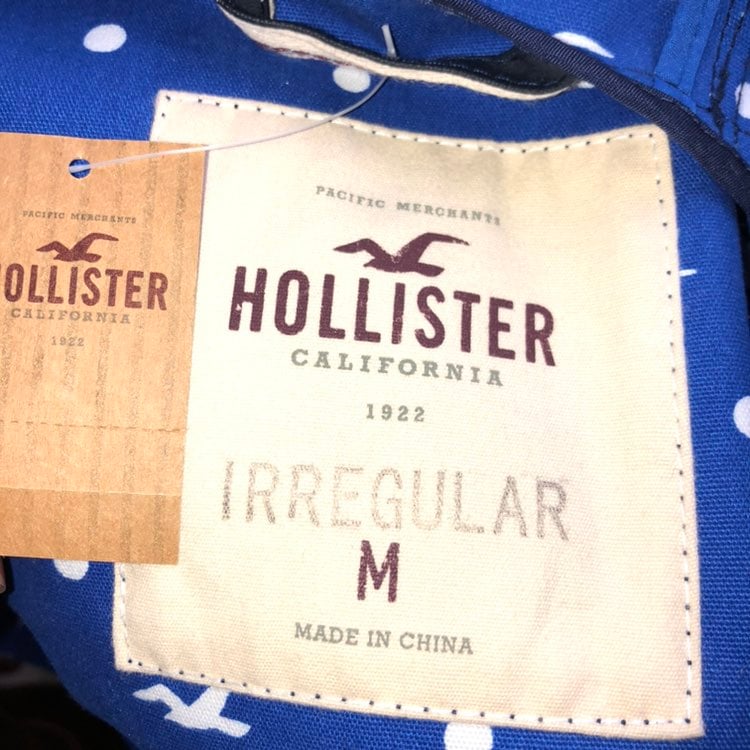 PACIFIC MERCHANTS
HOLLISTER
CALIFORNIA
1922
PACIFIC MERCHANTS
HOLLISTER
CALIFORNIA
1922
IRREGULAR
M
MADE IN CHINA